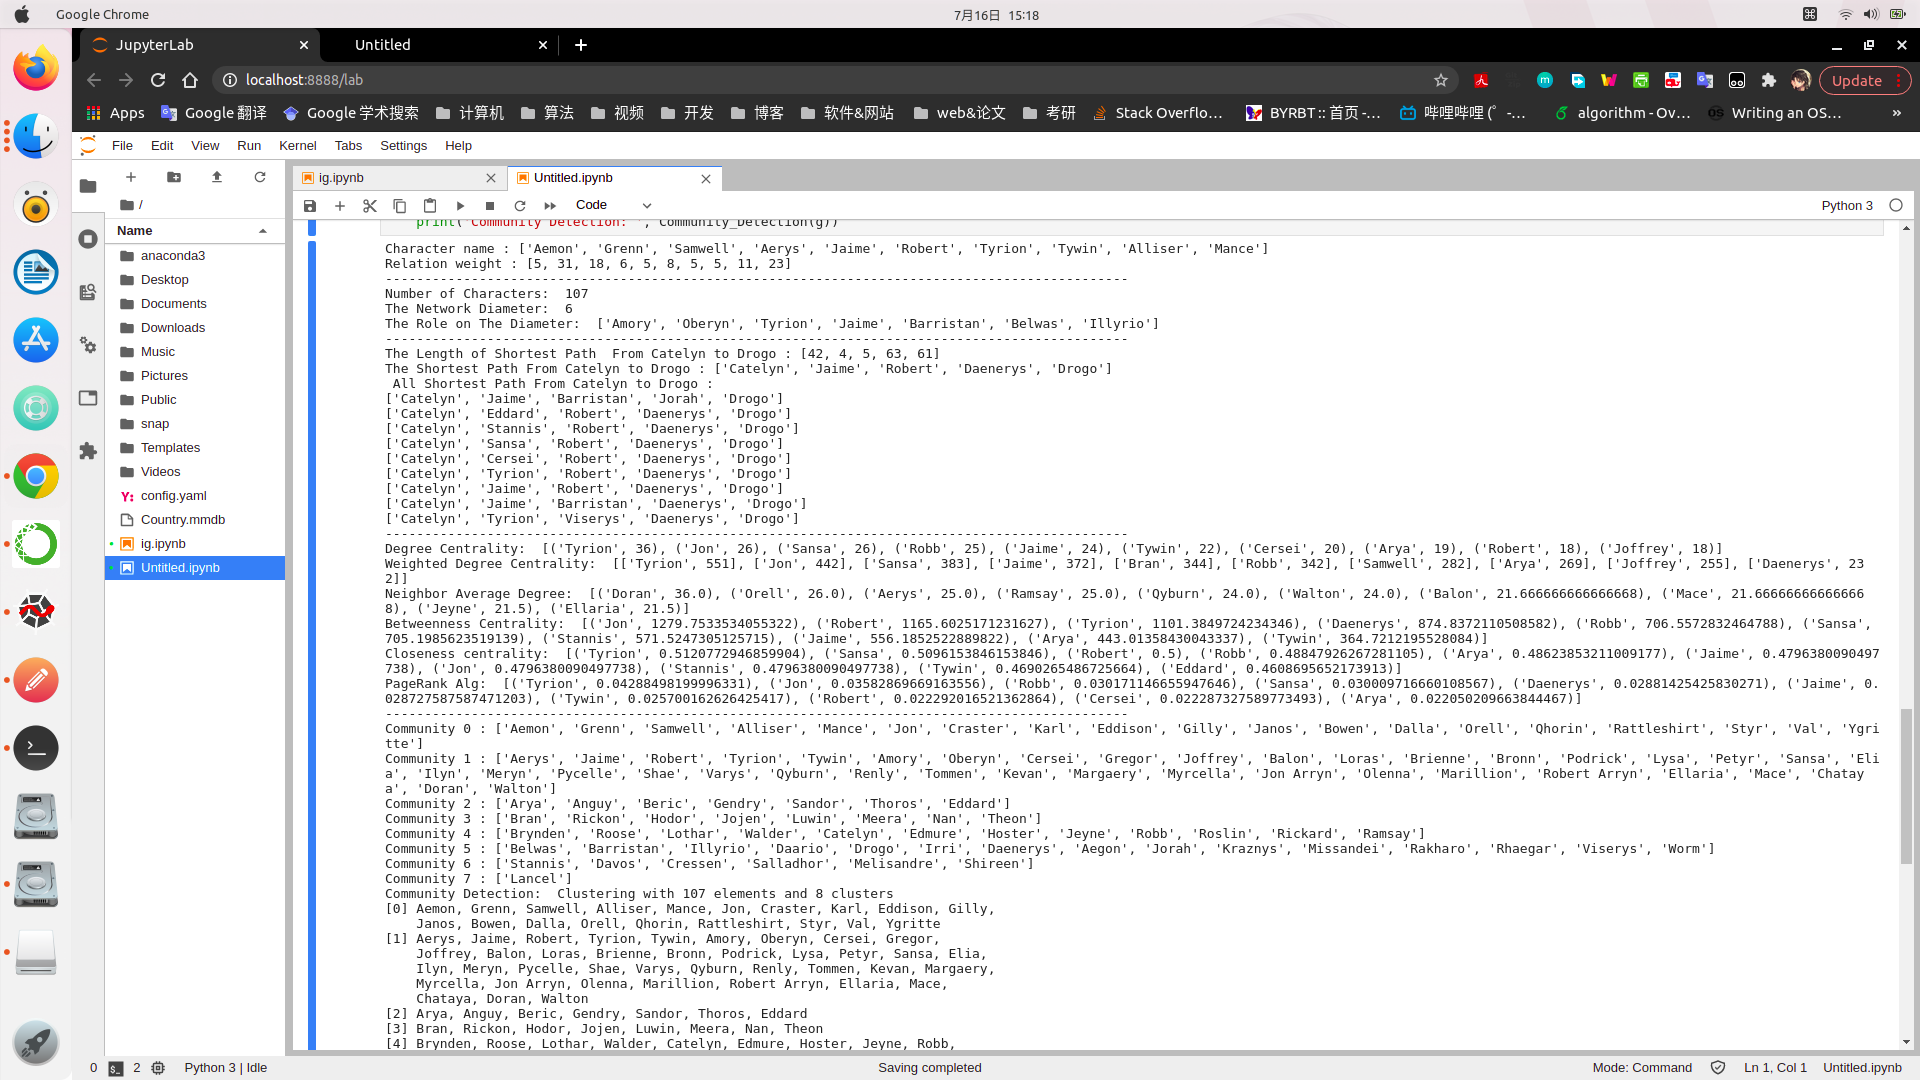 Google Chrome
7月16日 15:18
JupyterLab
Untitled
localhost:8888/lab
Update
Apps
Google 翻译
Google 学术搜索
计算机
算法
视频
开发
博客
软件&网站
web&论文
考研
Stack Overflo...
BYRBT :: 首页 -...
哔哩哔哩 (゜-...
algorithm - Ov...
Writing an OS...
»
File Edit View Run Kernel Tabs Settings Help
ig.ipynb
Untitled.ipynb
Code
Python 3
/
Name
anaconda3
Desktop
Documents
Downloads
Music
Pictures
Public
snap
Templates
Videos
config.yaml
Country.mmdb
ig.ipynb
Untitled.ipynb
print("Community Detection: ", Community_Detection(g))
Character name : ['Aemon', 'Grenn', 'Samwell', 'Aerys', 'Jaime', 'Robert', 'Tyrion', 'Tywin', 'Alliser', 'Mance']
Relation weight : [5, 31, 18, 6, 5, 8, 5, 5, 11, 23]
-----------------------------------------------------------------------------------------------
Number of Characters:  107
The Network Diameter:  6
The Role on The Diameter:  ['Amory', 'Oberyn', 'Tyrion', 'Jaime', 'Barristan', 'Belwas', 'Illyrio']
-----------------------------------------------------------------------------------------------
The Length of Shortest Path  From Catelyn to Drogo : [42, 4, 5, 63, 61]
The Shortest Path From Catelyn to Drogo : ['Catelyn', 'Jaime', 'Robert', 'Daenerys', 'Drogo']
All Shortest Path From Catelyn to Drogo :
['Catelyn', 'Jaime', 'Barristan', 'Jorah', 'Drogo']
['Catelyn', 'Eddard', 'Robert', 'Daenerys', 'Drogo']
['Catelyn', 'Stannis', 'Robert', 'Daenerys', 'Drogo']
['Catelyn', 'Sansa', 'Robert', 'Daenerys', 'Drogo']
['Catelyn', 'Cersei', 'Robert', 'Daenerys', 'Drogo']
['Catelyn', 'Tyrion', 'Robert', 'Daenerys', 'Drogo']
['Catelyn', 'Jaime', 'Robert', 'Daenerys', 'Drogo']
['Catelyn', 'Jaime', 'Barristan', 'Daenerys', 'Drogo']
['Catelyn', 'Tyrion', 'Viserys', 'Daenerys', 'Drogo']
-----------------------------------------------------------------------------------------------
Degree Centrality:  [('Tyrion', 36), ('Jon', 26), ('Sansa', 26), ('Robb', 25), ('Jaime', 24), ('Tywin', 22), ('Cersei', 20), ('Arya', 19), ('Robert', 18), ('Joffrey', 18)]
Weighted Degree Centrality:  [['Tyrion', 551], ['Jon', 442], ['Sansa', 383], ['Jaime', 372], ['Bran', 344], ['Robb', 342], ['Samwell', 282], ['Arya', 269], ['Joffrey', 255], ['Daenerys', 23
2]]
Neighbor Average Degree:  [('Doran', 36.0), ('Orell', 26.0), ('Aerys', 25.0), ('Ramsay', 25.0), ('Qyburn', 24.0), ('Walton', 24.0), ('Balon', 21.666666666666668), ('Mace', 21.66666666666666
8), ('Jeyne', 21.5), ('Ellaria', 21.5)]
Betweenness Centrality:  [('Jon', 1279.7533534055322), ('Robert', 1165.6025171231627), ('Tyrion', 1101.3849724234346), ('Daenerys', 874.8372110508582), ('Robb', 706.5572832464788), ('Sansa',
705.1985623519139), ('Stannis', 571.5247305125715), ('Jaime', 556.1852522889822), ('Arya', 443.01358430043337), ('Tywin', 364.7212195528084)]
Closeness centrality:  [('Tyrion', 0.5120772946859904), ('Sansa', 0.5096153846153846), ('Robert', 0.5), ('Robb', 0.48847926267281105), ('Arya', 0.48623853211009177), ('Jaime', 0.4796380090497
738), ('Jon', 0.4796380090497738), ('Stannis', 0.4796380090497738), ('Tywin', 0.4690265486725664), ('Eddard', 0.4608695652173913)]
PageRank Alg:  [('Tyrion', 0.042884981999​96331), ('Jon', 0.03582869669163556), ('Robb', 0.030171146655947646), ('Sansa', 0.030009716660108567), ('Daenerys', 0.02881425425830271), ('Jaime', 0.
028727587587471203), ('Tywin', 0.025700162626425417), ('Robert', 0.022292016521362864), ('Cersei', 0.022287327589773493), ('Arya', 0.022050209663844467)]
-----------------------------------------------------------------------------------------------
Community 0 : ['Aemon', 'Grenn', 'Samwell', 'Alliser', 'Mance', 'Jon', 'Craster', 'Karl', 'Eddison', 'Gilly', 'Janos', 'Bowen', 'Dalla', 'Orell', 'Qhorin', 'Rattleshirt', 'Styr', 'Val', 'Ygri
tte']
Community 1 : ['Aerys', 'Jaime', 'Robert', 'Tyrion', 'Tywin', 'Amory', 'Oberyn', 'Cersei', 'Gregor', 'Joffrey', 'Balon', 'Loras', 'Brienne', 'Bronn', 'Podrick', 'Lysa', 'Petyr', 'Sansa', 'Eli
a', 'Ilyn', 'Meryn', 'Pycelle', 'Shae', 'Varys', 'Qyburn', 'Renly', 'Tommen', 'Kevan', 'Margaery', 'Myrcella', 'Jon Arryn', 'Olenna', 'Marillion', 'Robert Arryn', 'Ellaria', 'Mace', 'Chatay
a', 'Doran', 'Walton']
Community 2 : ['Arya', 'Anguy', 'Beric', 'Gendry', 'Sandor', 'Thoros', 'Eddard']
Community 3 : ['Bran', 'Rickon', 'Hodor', 'Jojen', 'Luwin', 'Meera', 'Nan', 'Theon']
Community 4 : ['Brynden', 'Roose', 'Lothar', 'Walder', 'Catelyn', 'Edmure', 'Hoster', 'Jeyne', 'Robb', 'Roslin', 'Rickard', 'Ramsay']
Community 5 : ['Belwas', 'Barristan', 'Illyrio', 'Daario', 'Drogo', 'Irri', 'Daenerys', 'Aegon', 'Jorah', 'Kraznys', 'Missandei', 'Rakharo', 'Rhaegar', 'Viserys', 'Worm']
Community 6 : ['Stannis', 'Davos', 'Cressen', 'Salladhor', 'Melisandre', 'Shireen']
Community 7 : ['Lancel']
Community Detection:  Clustering with 107 elements and 8 clusters
[0] Aemon, Grenn, Samwell, Alliser, Mance, Jon, Craster, Karl, Eddison, Gilly,
Janos, Bowen, Dalla, Orell, Qhorin, Rattleshirt, Styr, Val, Ygritte
[1] Aerys, Jaime, Robert, Tyrion, Tywin, Amory, Oberyn, Cersei, Gregor,
Joffrey, Balon, Loras, Brienne, Bronn, Podrick, Lysa, Petyr, Sansa, Elia,
Ilyn, Meryn, Pycelle, Shae, Varys, Qyburn, Renly, Tommen, Kevan, Margaery,
Myrcella, Jon Arryn, Olenna, Marillion, Robert Arryn, Ellaria, Mace,
Chataya, Doran, Walton
[2] Arya, Anguy, Beric, Gendry, Sandor, Thoros, Eddard
[3] Bran, Rickon, Hodor, Jojen, Luwin, Meera, Nan, Theon
[4] Brynden, Roose, Lothar, Walder, Catelyn, Edmure, Hoster, Jeyne, Robb,
0
2
Python 3 | Idle
Saving completed
Mode: Command
Ln 1, Col 1
Untitled.ipynb